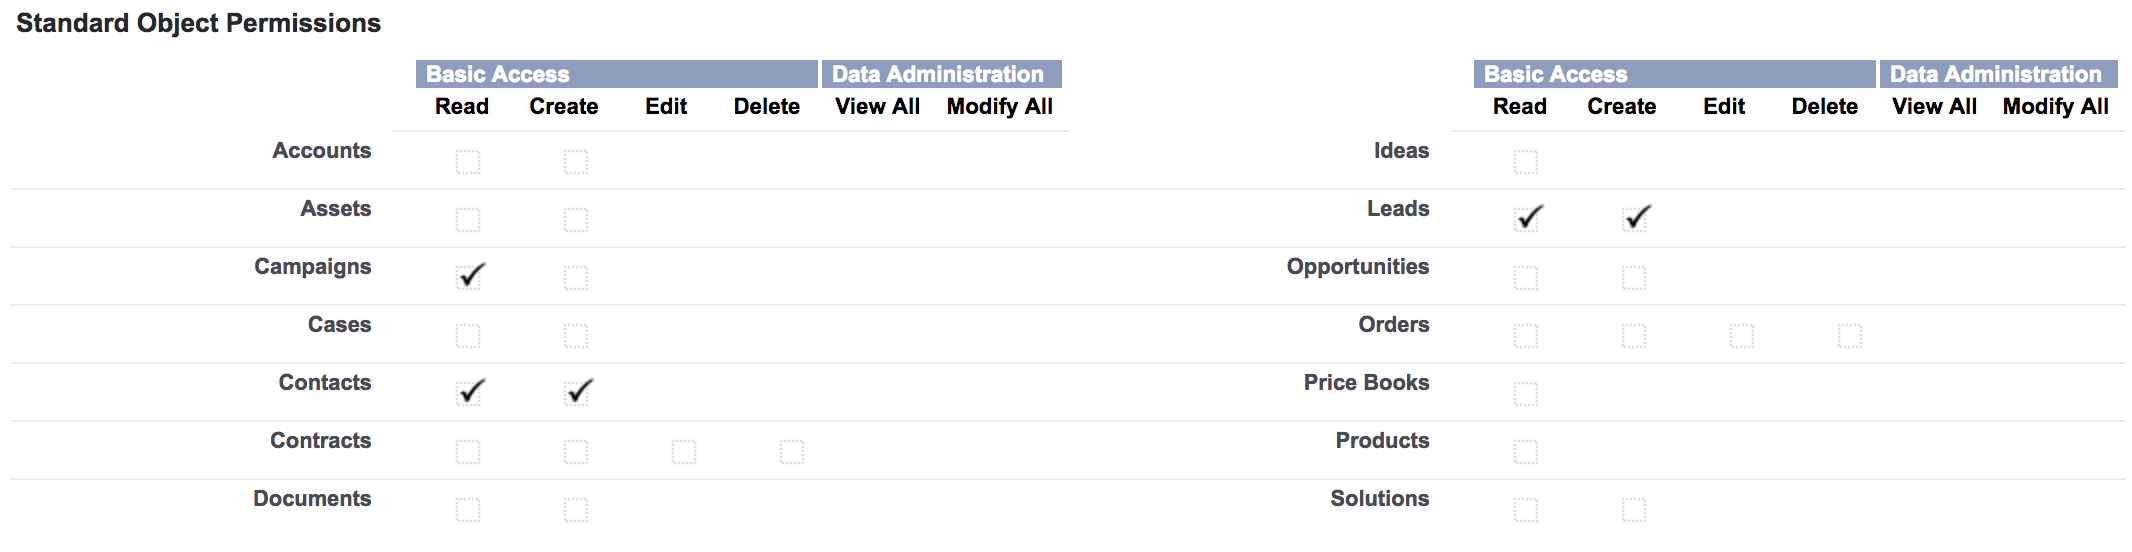 Standard Object Permissions
Basic Access Data Administration Basic Access Data Administration
Read Create Edit Delete View All Modify All Read Create Edit Delete View All Modify All
Accounts Ideas
Assets Leads
Campaigns Opportunities
Cases Orders
Contacts Price Books
Contracts Products
Documents Solutions